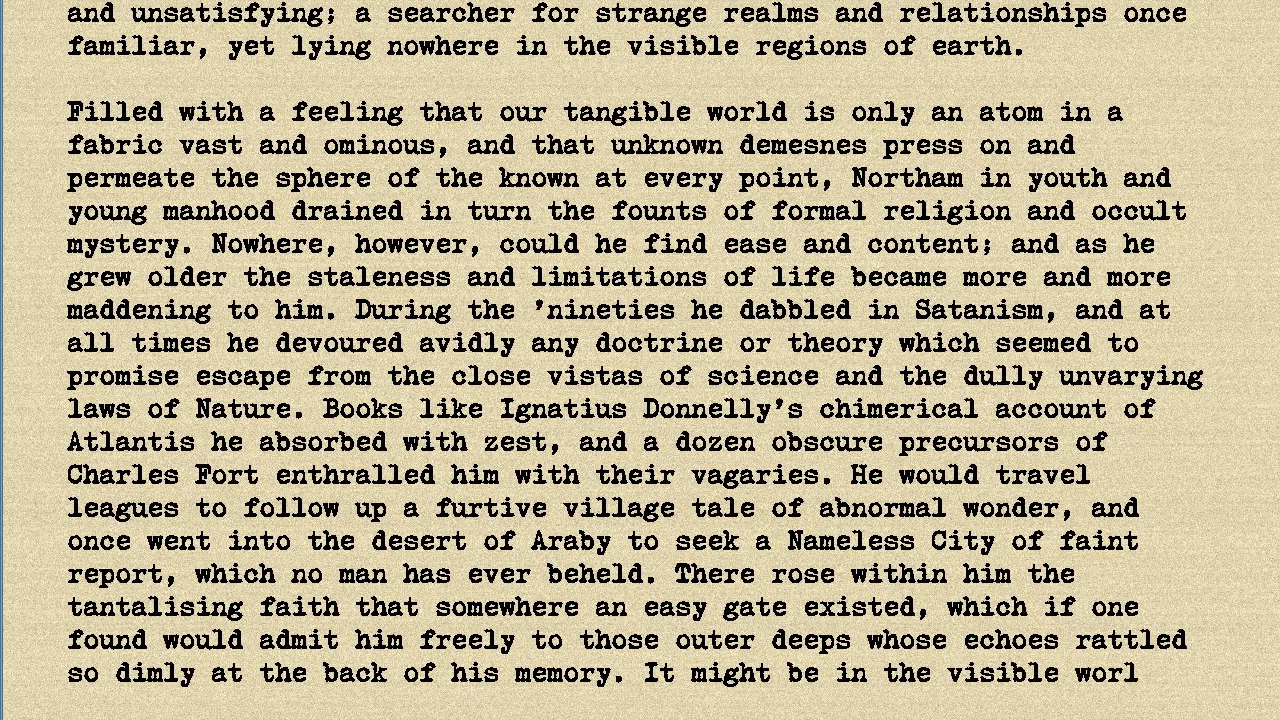 and unsatisfying; a searcher for strange realms and relationships once
familiar, yet lying nowhere in the visible regions of earth.
Filled with a feeling that our tangible world is only an atom in a
fabric vast and ominous, and that unknown demesnes press on and
permeate the sphere of the known at every point, Northam in youth and
young manhood drained in turn the founts of formal religion and occult
mystery. Nowhere, however, could he find ease and content; and as he
grew older the staleness and limitations of life became more and more
maddening to him. During the ’nineties he dabbled in Satanism, and at
all times he devoured avidly any doctrine or theory which seemed to
promise escape from the close vistas of science and the dully unvarying
laws of Nature. Books like Ignatius Donnelly’s chimerical account of
Atlantis he absorbed with zest, and a dozen obscure precursors of
Charles Fort enthralled him with their vagaries. He would travel
leagues to follow up a furtive village tale of abnormal wonder, and
once went into the desert of Araby to seek a Nameless City of faint
report, which no man has ever beheld. There rose within him the
tantalising faith that somewhere an easy gate existed, which if one
found would admit him freely to those outer deeps whose echoes rattled
so dimly at the back of his memory. It might be in the visible worl